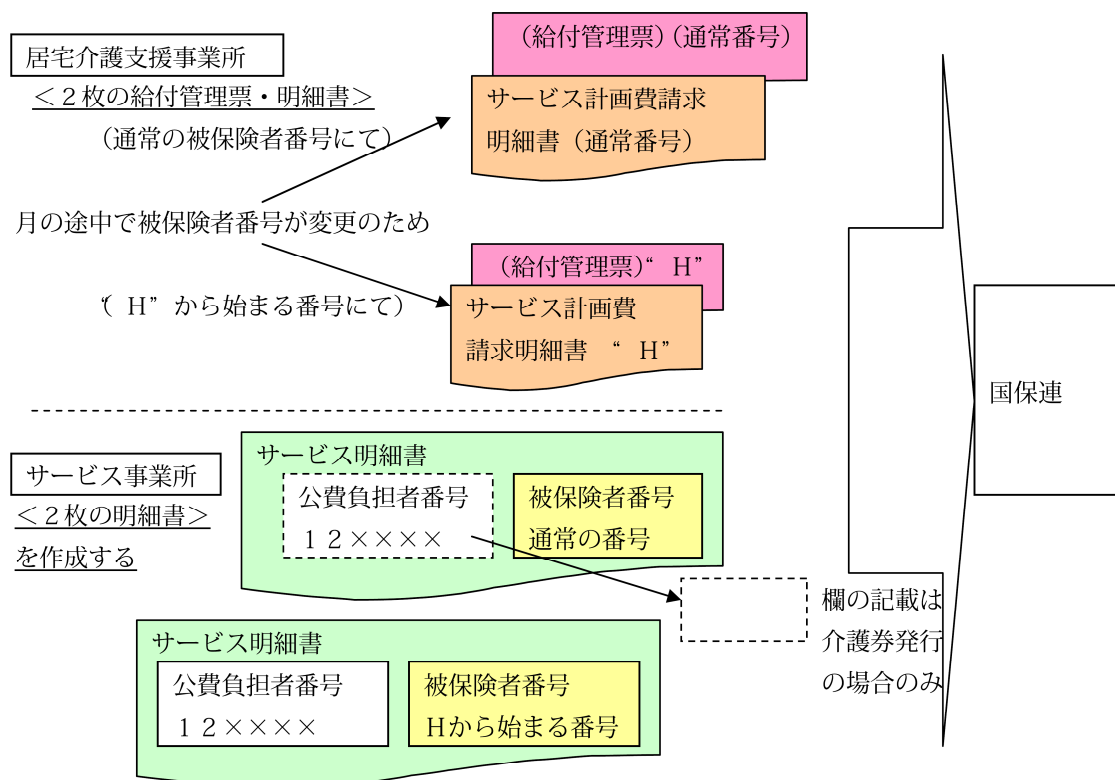 居宅介護支援事業所
＜２枚の給付管理票・明細書＞
（通常の被保険者番号にて）
月の途中で被保険者番号が変更のため
（“Ｈ”から始まる番号にて）
（給付管理票）（通常番号）
サービス計画費請求
明細書（通常番号）
（給付管理票）“Ｈ”
サービス計画費
請求明細書　“Ｈ”
国保連
サービス事業所
＜２枚の明細書＞
を作成する
サービス明細書
公費負担者番号
１２××××
被保険者番号
通常の番号
欄の記載は
介護券発行
の場合のみ
サービス明細書
公費負担者番号
１２××××
被保険者番号
Ｈから始まる番号